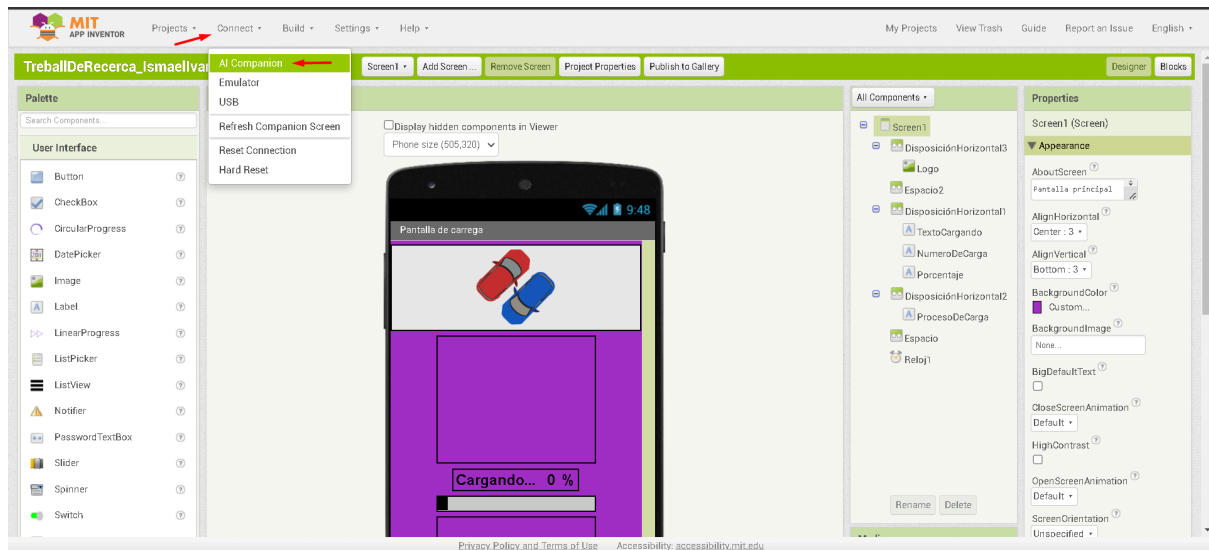 MIT
APP INVENTOR
Projects Connect Build Settings Help My Projects View Trash Guide Report an Issue English
TreballDeRecerca_IsmaelIva
Screen1 Add Screen ... Remove Screen Project Properties Publish to Gallery Designer Blocks
AI Companion
Emulator
USB
Refresh Companion Screen
Reset Connection
Hard Reset
Palette
Search Components...
User Interface
Button
CheckBox
CircularProgress
DatePicker
Image
Label
LinearProgress
ListPicker
ListView
Notifier
PasswordTextBox
Slider
Spinner
Switch
Display hidden components in Viewer
Phone size (505,320)
9:48
Pantalla de carrega
Cargando... 0 %
All Components
Screen1
DisposiciónHorizontal3
Logo
Espacio2
DisposiciónHorizontal1
TextoCargando
NumeroDeCarga
Porcentaje
DisposiciónHorizontal2
ProcesoDeCarga
Espacio
Reloj1
Rename Delete
Properties
Screen1 (Screen)
Appearance
AboutScreen
Pantalla principal
AlignHorizontal
Center : 3
AlignVertical
Bottom : 3
BackgroundColor
Custom...
BackgroundImage
None...
BigDefaultText
CloseScreenAnimation
Default
HighContrast
OpenScreenAnimation
Default
ScreenOrientation
Unspecified
Privacy Policy and Terms of Use Accessibility: accessibility.mit.edu